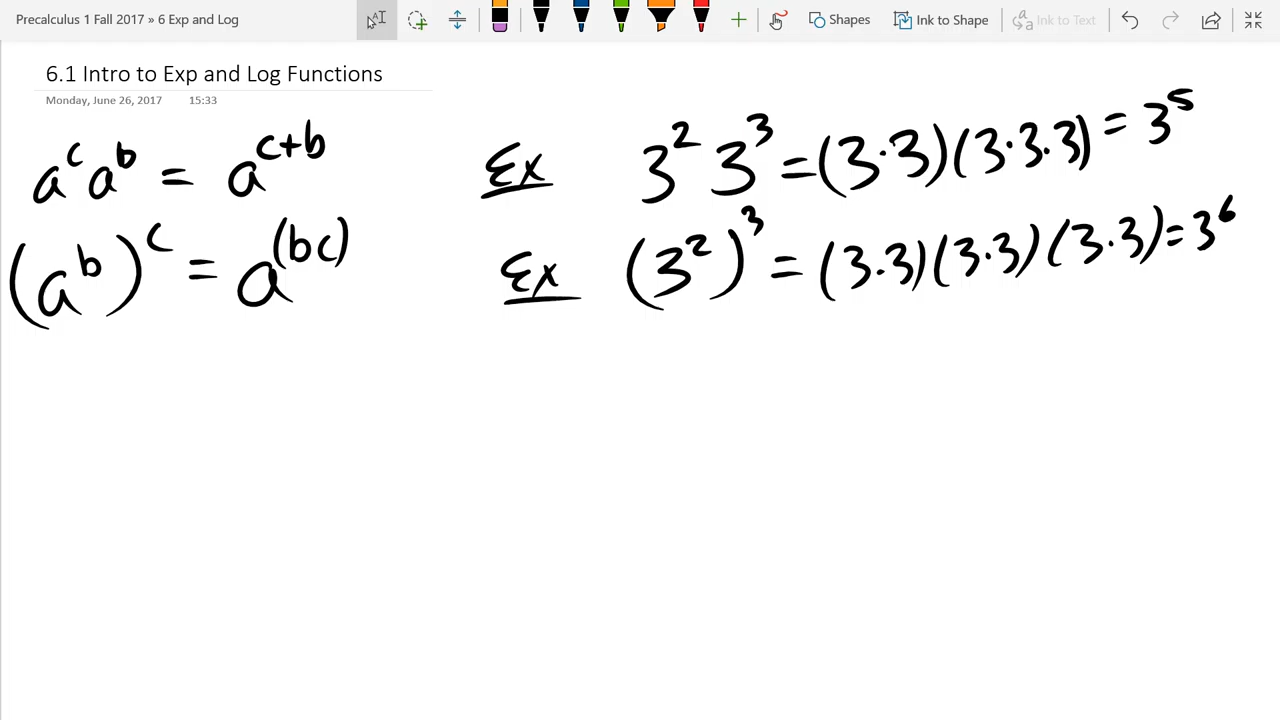 Precalculus 1 Fall 2017 » 6 Exp and Log
Shapes
Ink to Shape
Ink to Text
6.1 Intro to Exp and Log Functions
Monday, June 26, 2017 15:33
a^c a^b = a^{c+b} Ex 3^2 3^3 = (3·3)(3·3·3) = 3^5
(a^b)^c = a^{(bc)} Ex (3^2)^3 = (3·3)(3·3)(3·3) = 3^6